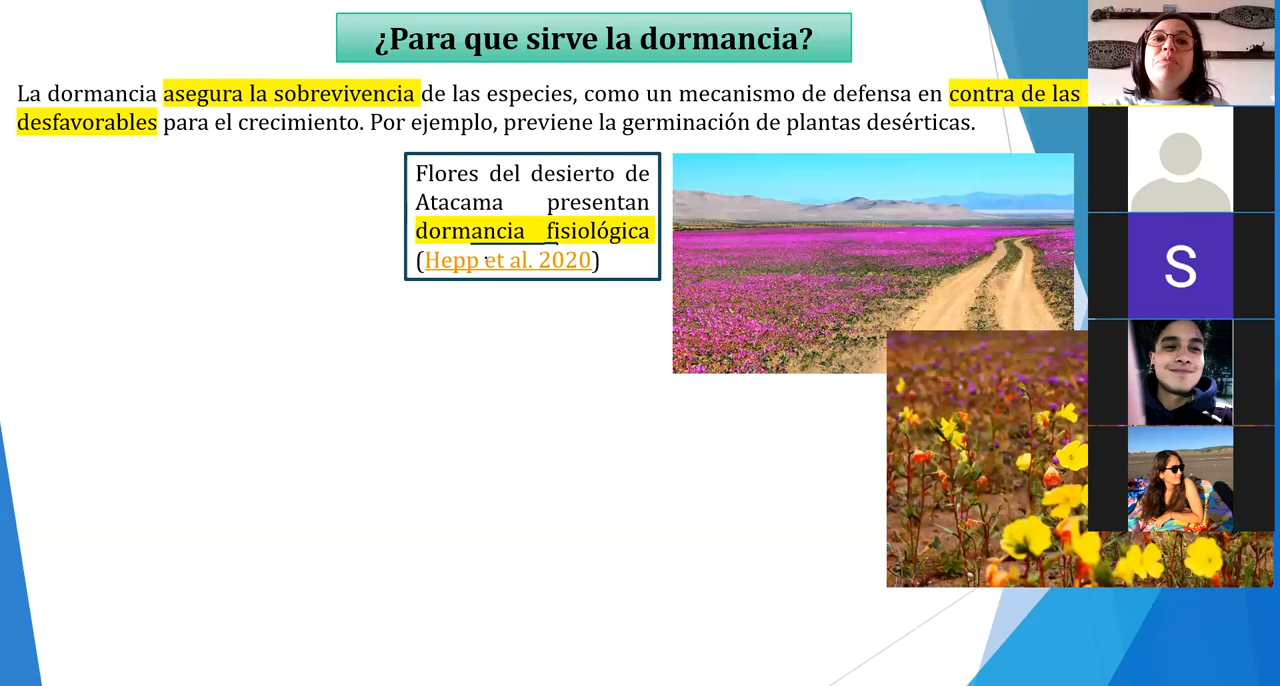 ¿Para que sirve la dormancia?
La dormancia asegura la sobrevivencia de las especies, como un mecanismo de defensa en contra de las
desfavorables para el crecimiento. Por ejemplo, previene la germinación de plantas desérticas.
Flores del desierto de
Atacama presentan
dormancia fisiológica
(Hepp et al. 2020)
S